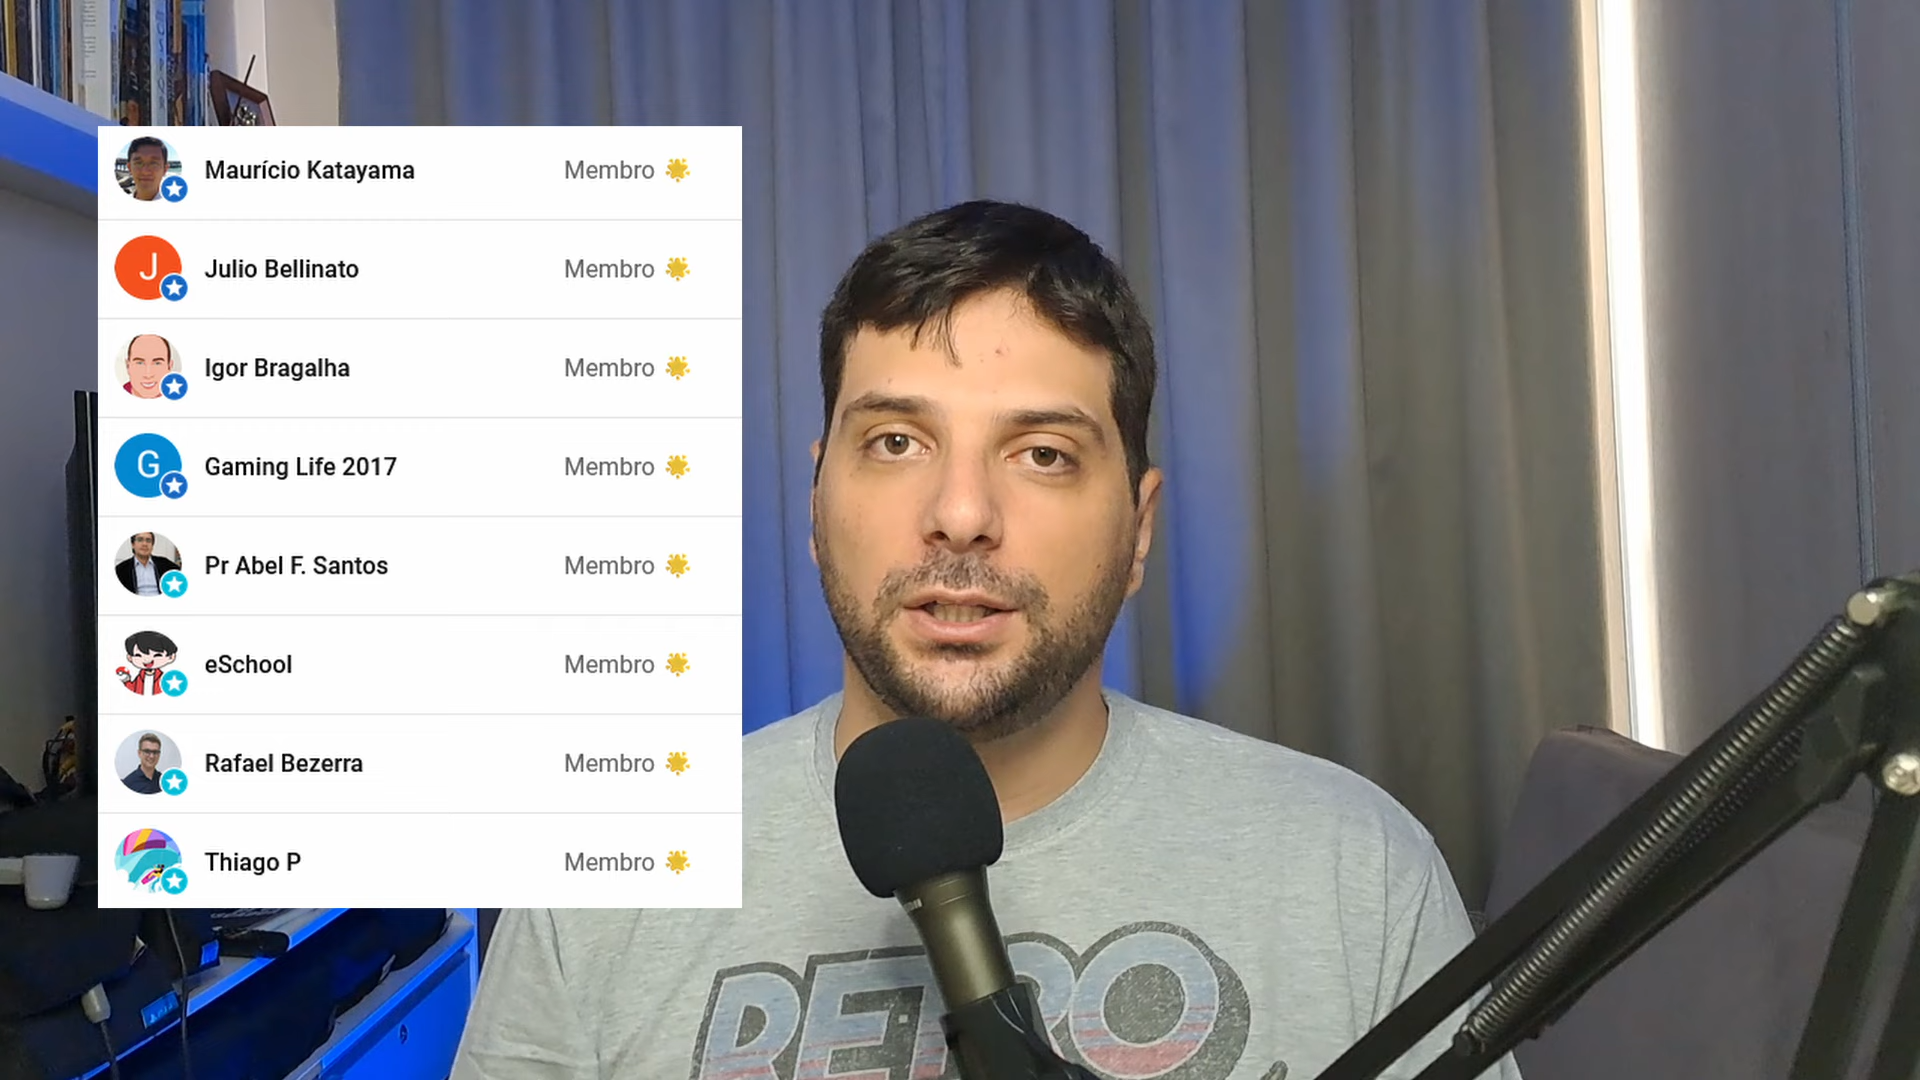 Maurício Katayama Membro
J Julio Bellinato Membro
Igor Bragalha Membro
G Gaming Life 2017 Membro
Pr Abel F. Santos Membro
eSchool Membro
Rafael Bezerra Membro
Thiago P Membro
RETRO